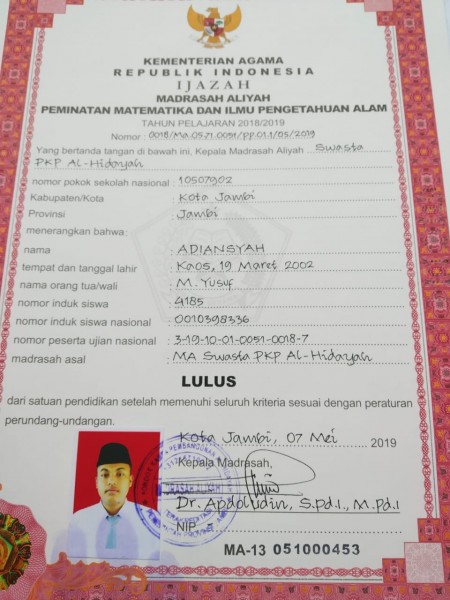 KEMENTERIAN AGAMA
REPUBLIK INDONESIA
IJAZAH
MADRASAH ALIYAH
PEMINATAN MATEMATIKA DAN ILMU PENGETAHUAN ALAM
TAHUN PELAJARAN 2018/2019
Nomor : 0018/Ma.05.71.0051/PP.01.1/05/2019
Yang bertanda tangan di bawah ini, Kepala Madrasah Aliyah Swasta
PKP Al-Hidayah
nomor pokok sekolah nasional : 10507902
Kabupaten/Kota : Kota Jambi
Provinsi : Jambi
menerangkan bahwa:
nama : ADIANSYAH
tempat dan tanggal lahir : Kaos, 19 Maret 2002
nama orang tua/wali : M. Yusuf
nomor induk siswa : 4185
nomor induk siswa nasional : 0010398336
nomor peserta ujian nasional : 3-19-10-01-0051-0018-7
madrasah asal : MA Swasta PKP Al-Hidayah
LULUS
dari satuan pendidikan setelah memenuhi seluruh kriteria sesuai dengan peraturan
perundang-undangan.
Kota Jambi, 07 Mei 2019
Kepala Madrasah,
Dr. Apdoludin, S.pd.I., M.pd.I
NIP. -
MA-13 051000453